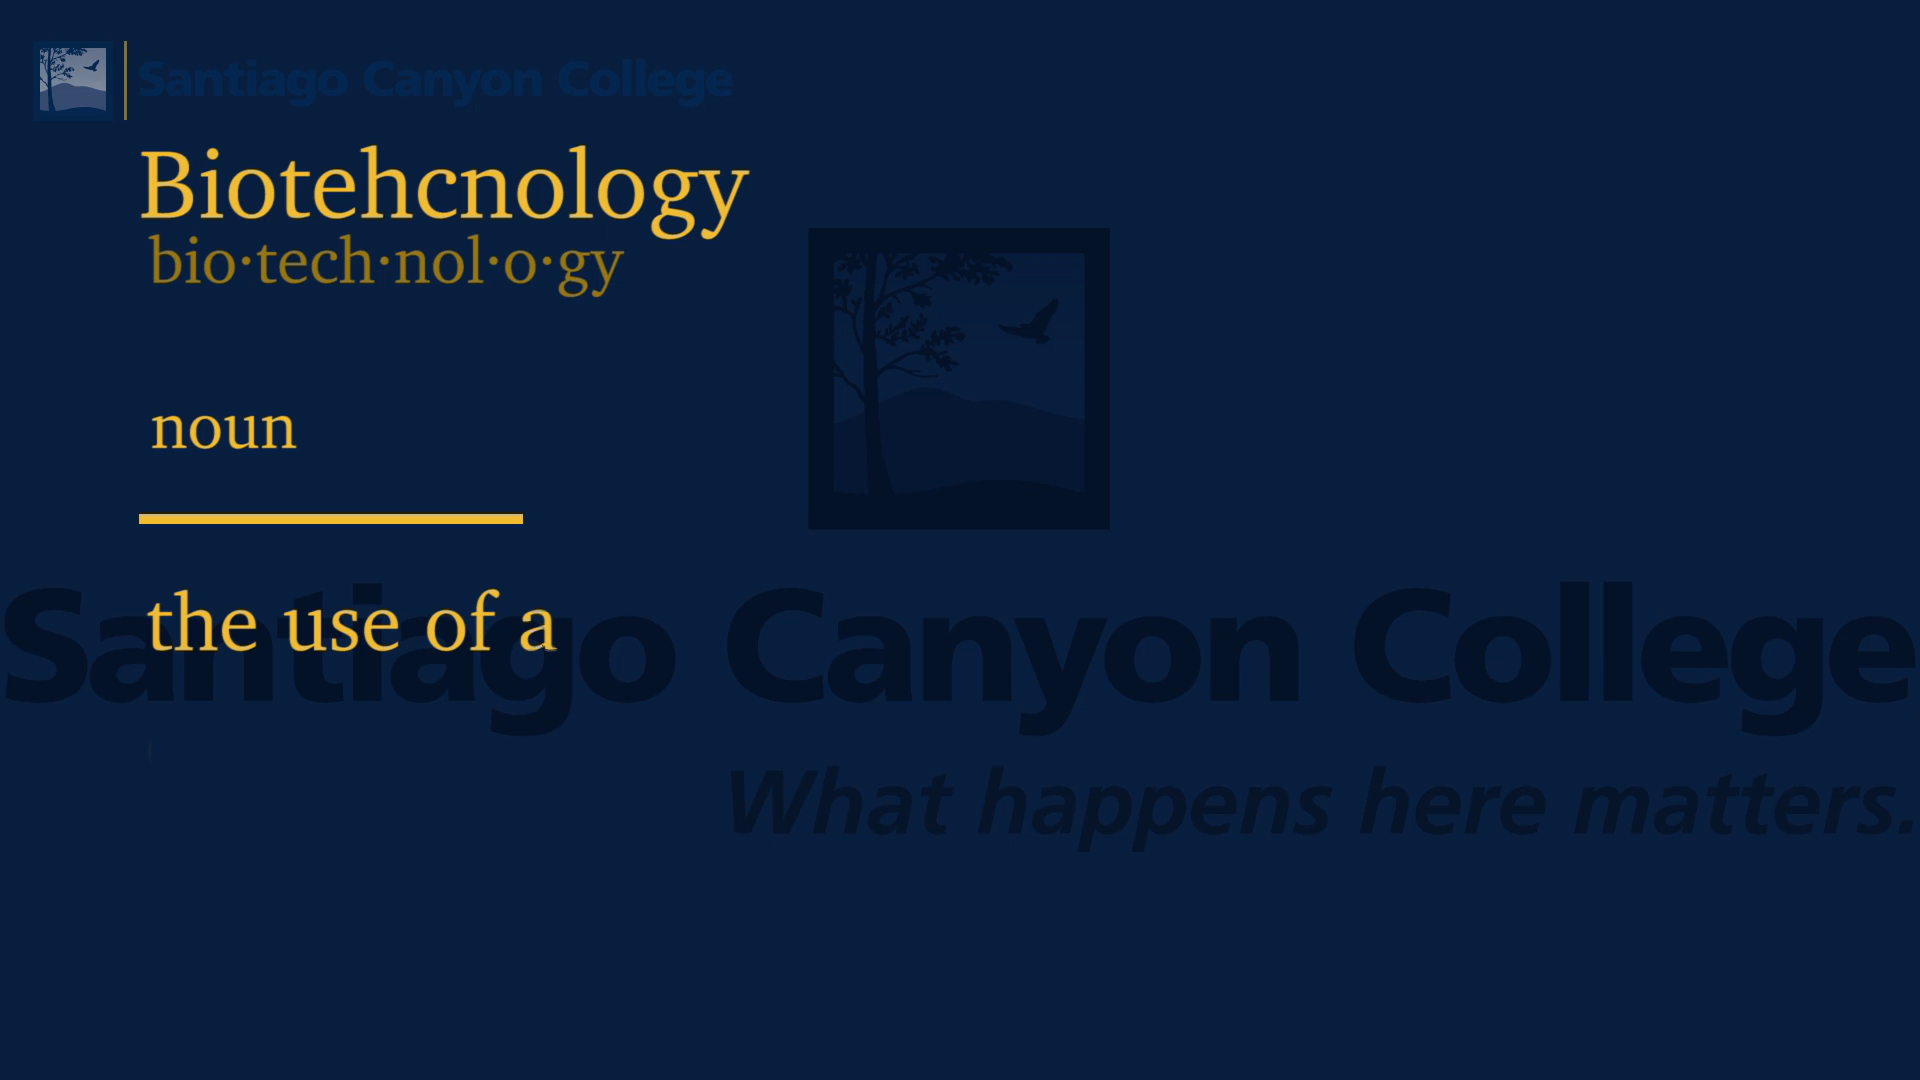 Santiago Canyon College
Biotehcnology
bio·tech·nol·o·gy
noun
the use of a
Santiago Canyon College
What happens here matters.